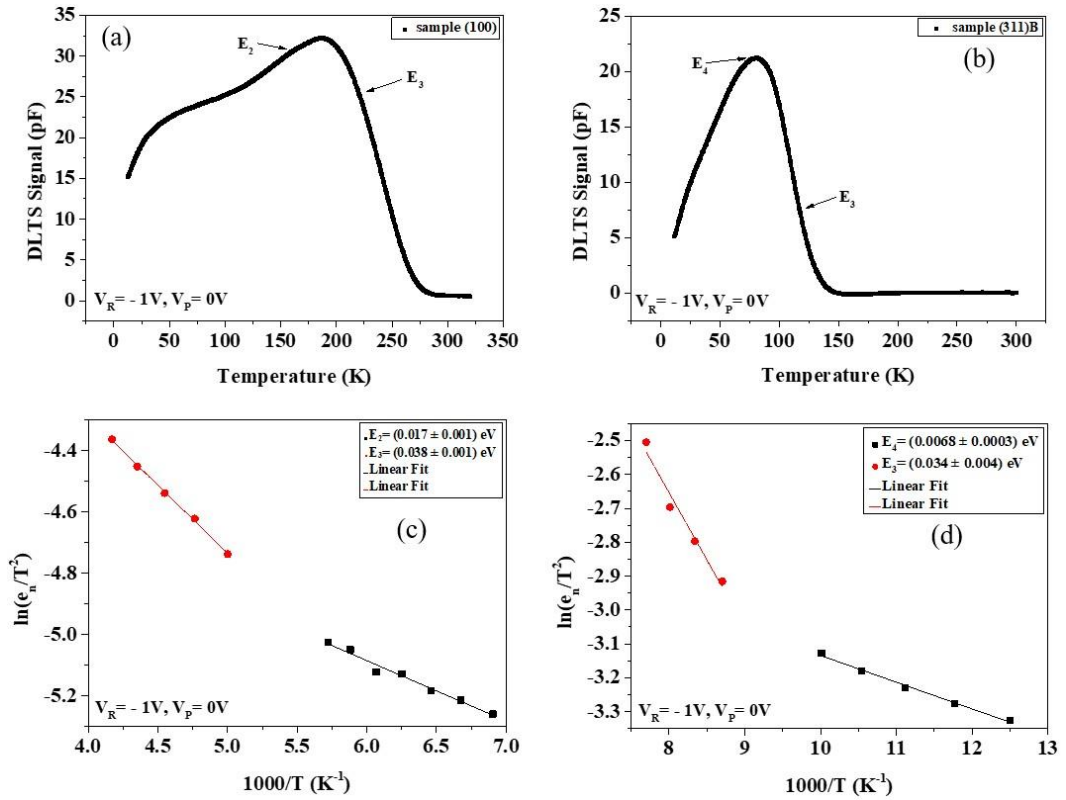 (a)
sample (100)
E2
E3
DLTS Signal (pF)
35
30
25
20
15
10
5
0
VR= - 1V, VP= 0V
0 50 100 150 200 250 300 350
Temperature (K)
(b)
sample (311)B
E4
E3
DLTS Signal (pF)
25
20
15
10
5
0
VR= - 1V, VP= 0V
0 50 100 150 200 250 300
Temperature (K)
E2= (0.017 ± 0.001) eV
E3= (0.038 ± 0.001) eV
Linear Fit
Linear Fit
(c)
ln(en/T²)
-4.4
-4.6
-4.8
-5.0
-5.2
VR= - 1V, VP= 0V
4.0 4.5 5.0 5.5 6.0 6.5 7.0
1000/T (K⁻¹)
E4= (0.0068 ± 0.0003) eV
E3= (0.034 ± 0.004) eV
Linear Fit
Linear Fit
(d)
ln(en/T²)
-2.5
-2.6
-2.7
-2.8
-2.9
-3.0
-3.1
-3.2
-3.3
VR= - 1V, VP= 0V
8 9 10 11 12 13
1000/T (K⁻¹)